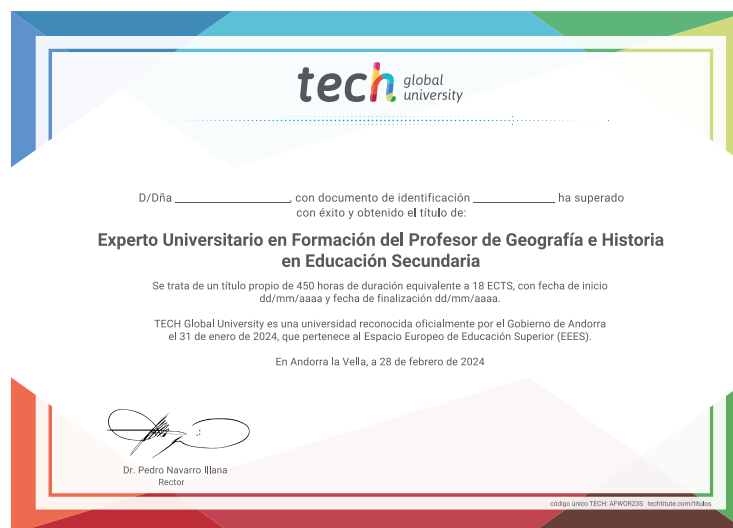 tech global university
D/Dña ____________________, con documento de identificación ______________ ha superado
con éxito y obtenido el título de:
Experto Universitario en Formación del Profesor de Geografía e Historia
en Educación Secundaria
Se trata de un título propio de 450 horas de duración equivalente a 18 ECTS, con fecha de inicio
dd/mm/aaaa y fecha de finalización dd/mm/aaaa.
TECH Global University es una universidad reconocida oficialmente por el Gobierno de Andorra
el 31 de enero de 2024, que pertenece al Espacio Europeo de Educación Superior (EEES).
En Andorra la Vella, a 28 de febrero de 2024
Dr. Pedro Navarro Illana
Rector
código único TECH: AFWOR23S techtitute.com/titulos